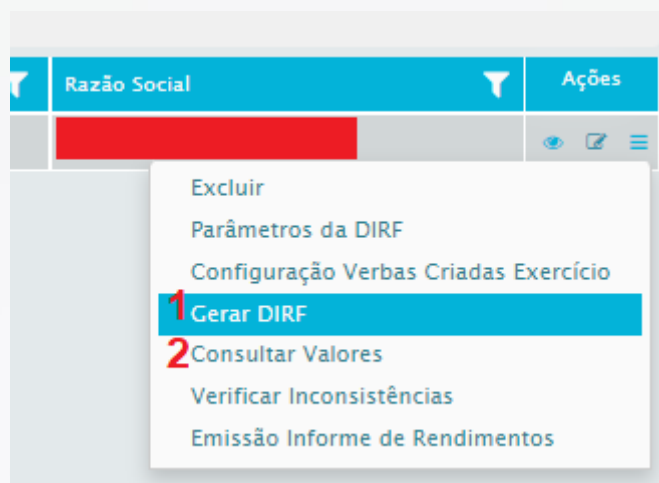 Razão Social
Ações
Excluir
Parâmetros da DIRF
Configuração Verbas Criadas Exercício
1 Gerar DIRF
2 Consultar Valores
Verificar Inconsistências
Emissão Informe de Rendimentos